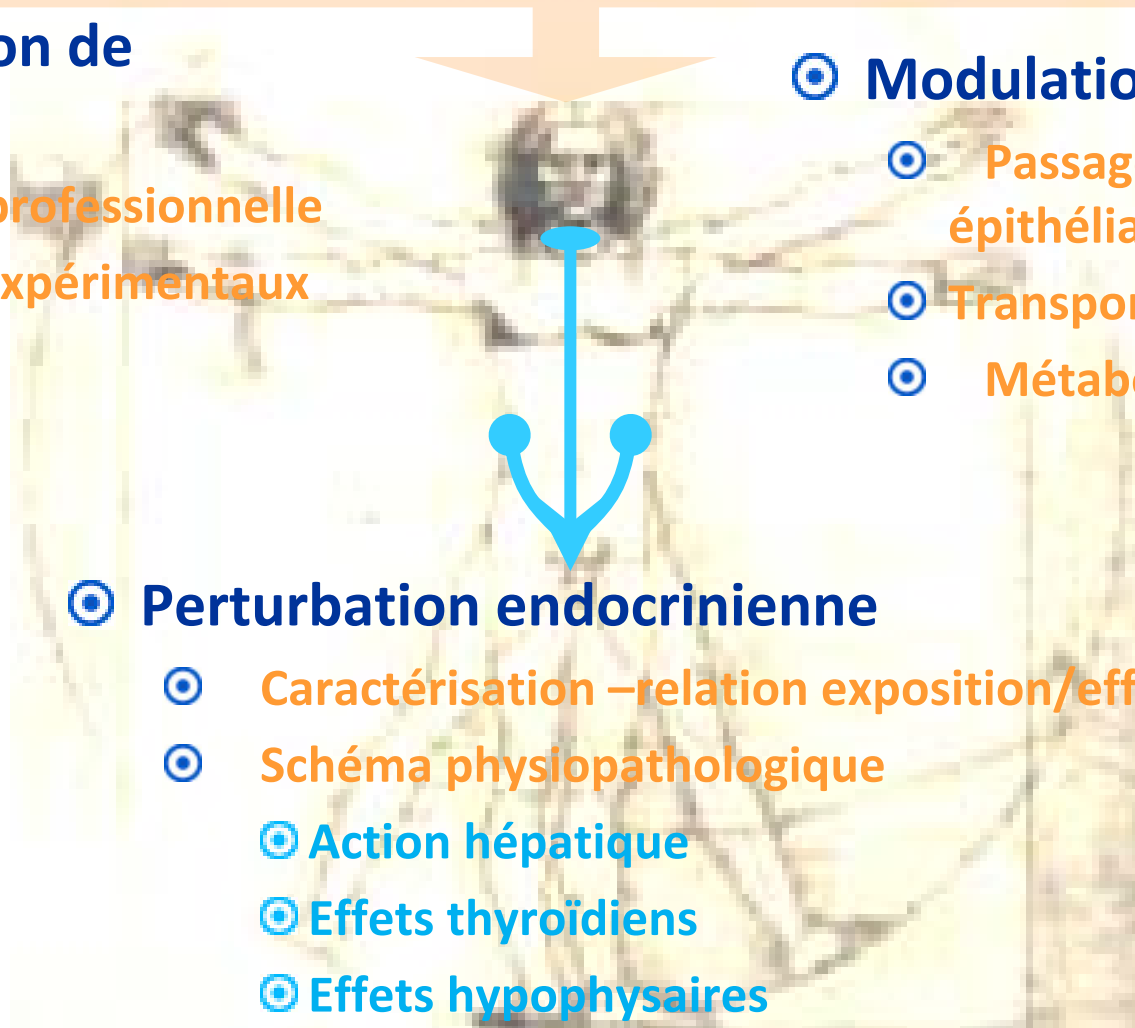 on de
professionnelle
xpérimentaux
Modulatio
Passag
épithélia
Transpor
Métab
Perturbation endocrinienne
Caractérisation –relation exposition/eff
Schéma physiopathologique
Action hépatique
Effets thyroïdiens
Effets hypophysaires